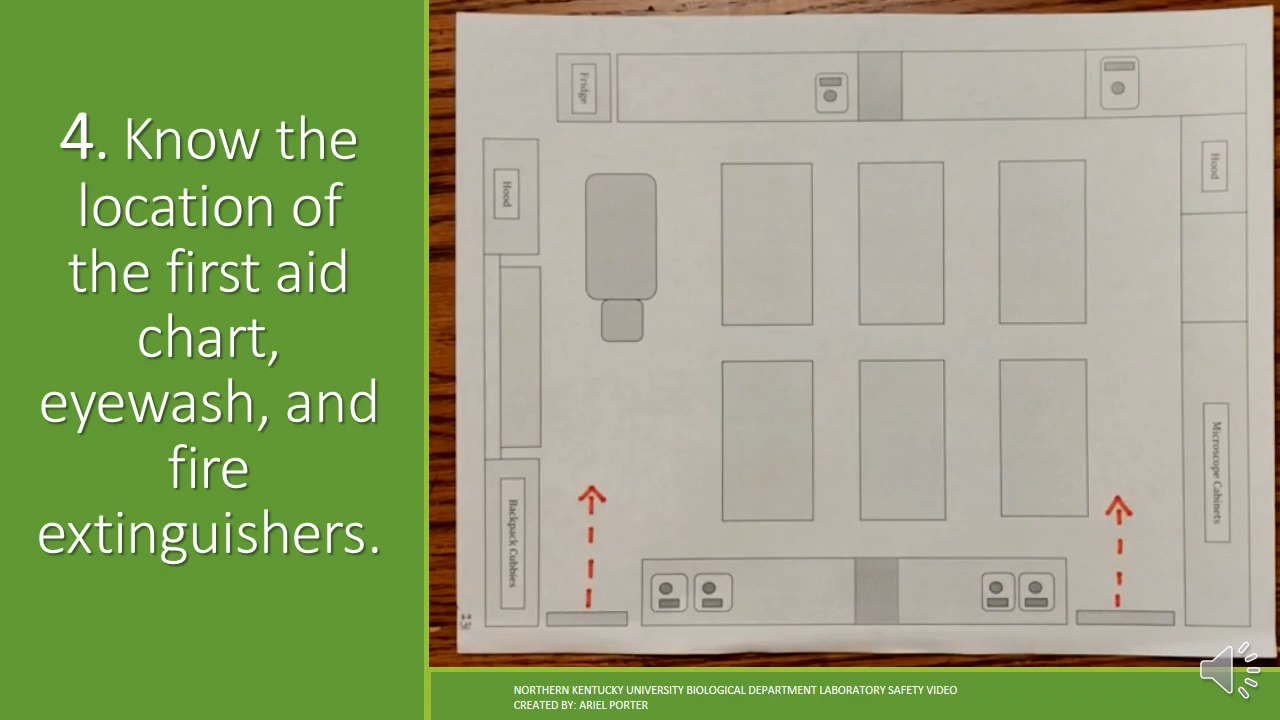 4. Know the
location of
the first aid
chart,
eyewash, and
fire
extinguishers.
Fridge
Hood
Hood
Microscope Cabinets
Backpack Cubbies
231
NORTHERN KENTUCKY UNIVERSITY BIOLOGICAL DEPARTMENT LABORATORY SAFETY VIDEO
CREATED BY: ARIEL PORTER